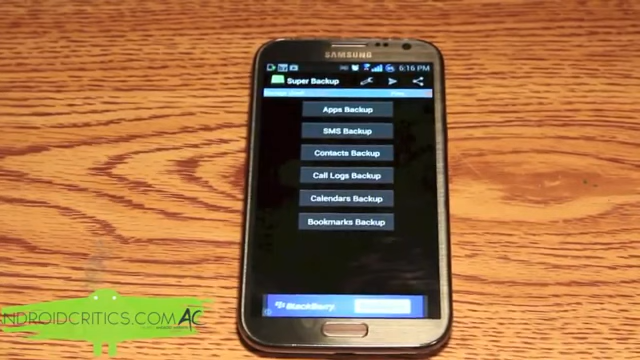 SAMSUNG
6:16 PM
Super Backup
Apps Backup
SMS Backup
Contacts Backup
Call Logs Backup
Calendars Backup
Bookmarks Backup
BlackBerry
NDROIDCRITICS.COM AC